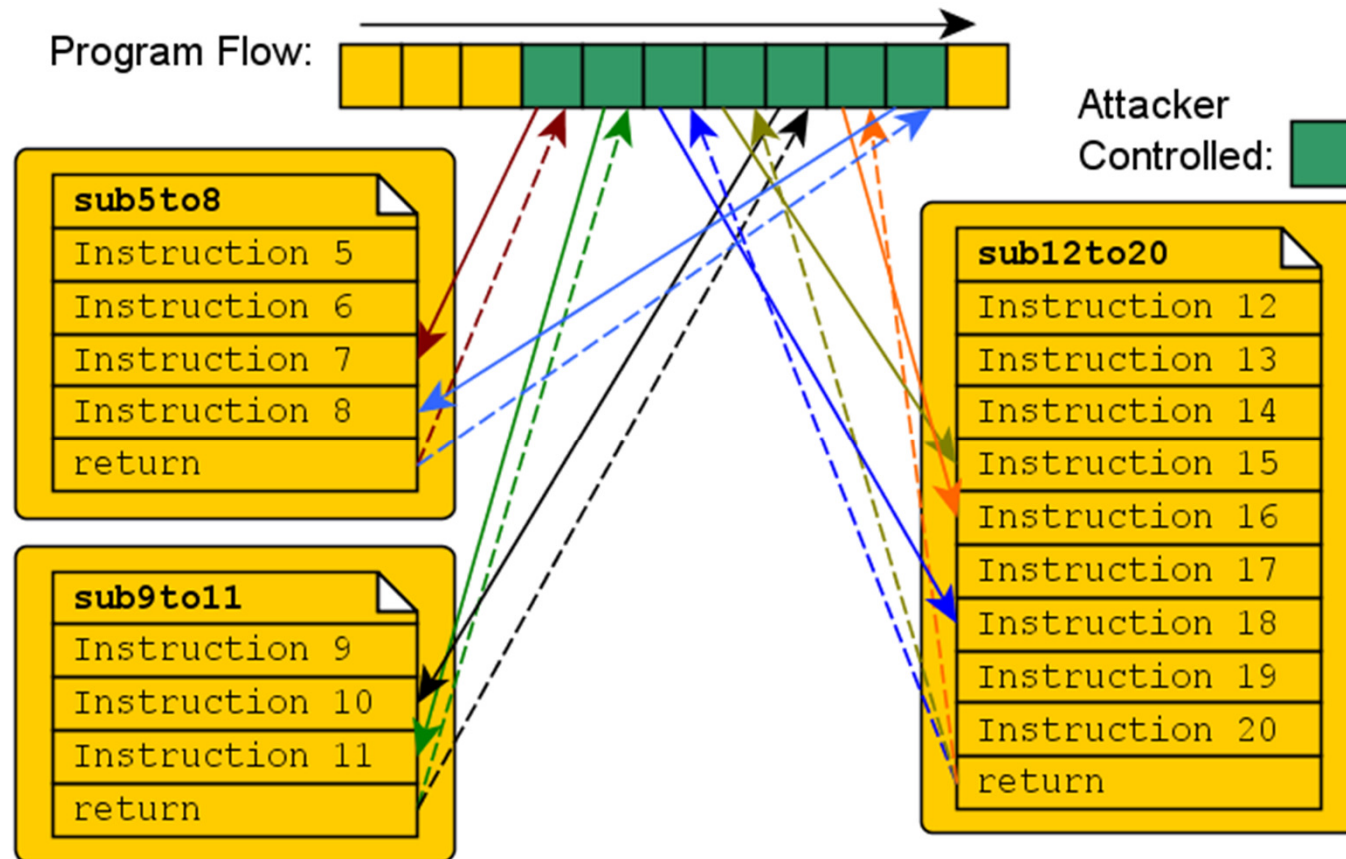 Program Flow:
Attacker
Controlled:
sub5to8
Instruction 5
Instruction 6
Instruction 7
Instruction 8
return
sub9to11
Instruction 9
Instruction 10
Instruction 11
return
sub12to20
Instruction 12
Instruction 13
Instruction 14
Instruction 15
Instruction 16
Instruction 17
Instruction 18
Instruction 19
Instruction 20
return